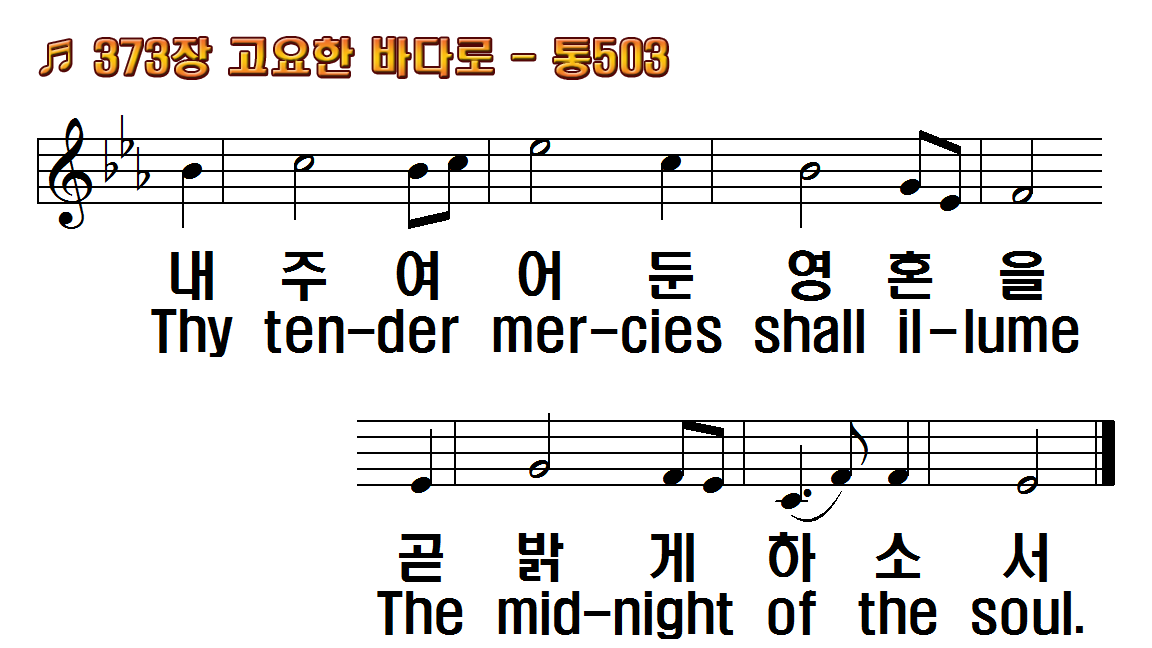 ♬ 373장 고요한 바다로 - 통503
내 주 여 어 둔 영 혼 을
Thy ten-der mer-cies shall il-lume
곧 밝 게 하 소 서
The mid-night of the soul.